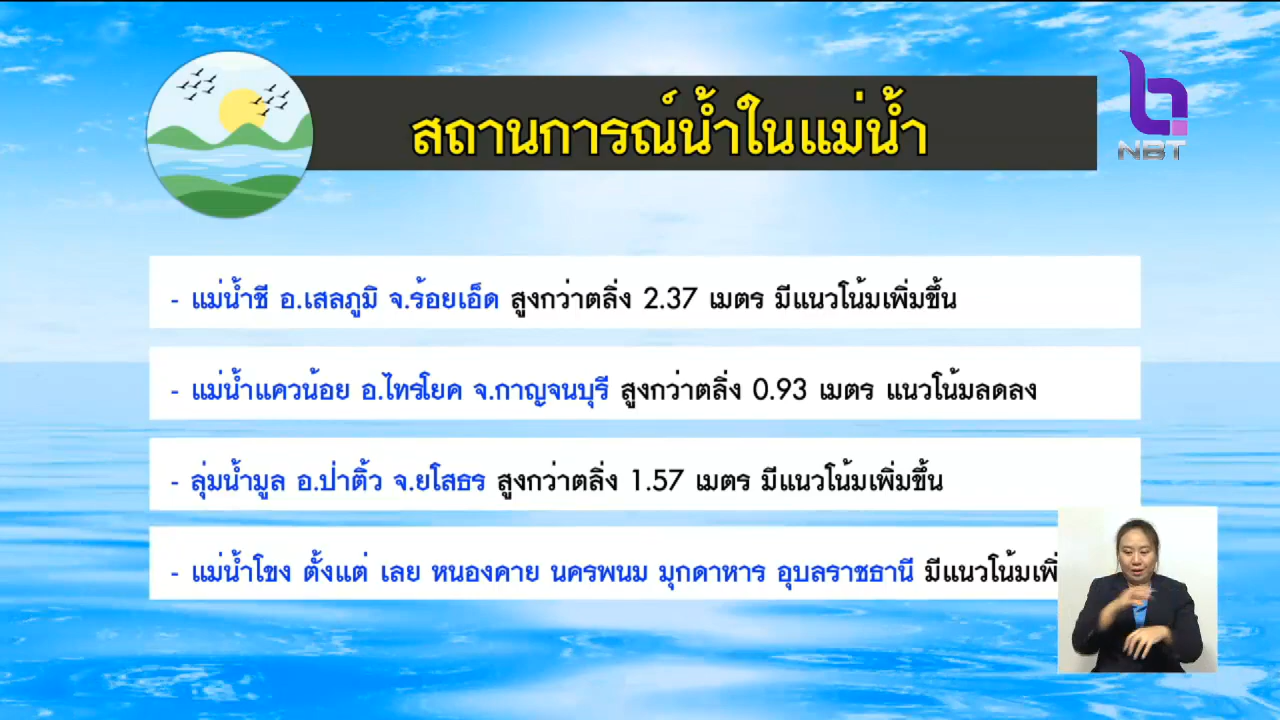 สถานการณ์น้ำในแม่น้ำ
NBT
- แม่น้ำชี อ.เสลภูมิ จ.ร้อยเอ็ด สูงกว่าตลิ่ง 2.37 เมตร มีแนวโน้มเพิ่มขึ้น
- แม่น้ำแควน้อย อ.ไทรโยค จ.กาญจนบุรี สูงกว่าตลิ่ง 0.93 เมตร แนวโน้มลดลง
- ลุ่มน้ำมูล อ.ป่าติ้ว จ.ยโสธร สูงกว่าตลิ่ง 1.57 เมตร มีแนวโน้มเพิ่มขึ้น
- แม่น้ำโขง ตั้งแต่ เลย หนองคาย นครพนม มุกดาหาร อุบลราชธานี มีแนวโน้ม